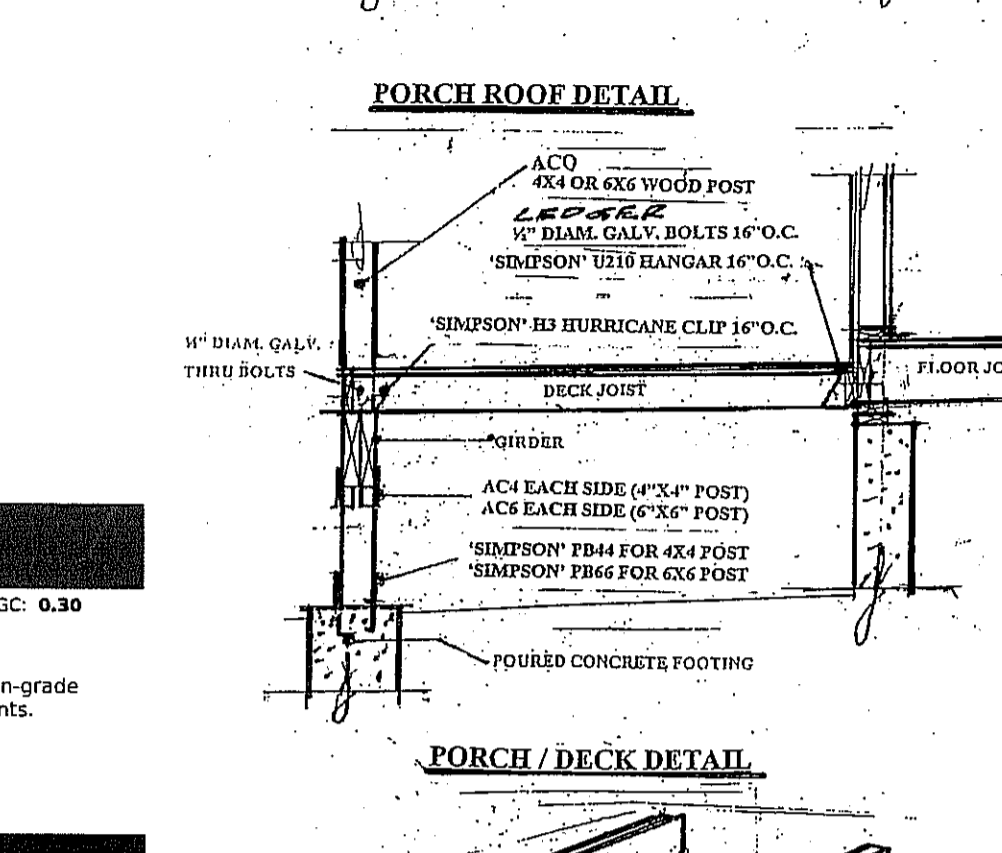 PORCH ROOF DETAIL
ACQ
4X4 OR 6X6 WOOD POST
LEDGER
½" DIAM. GALV. BOLTS 16"O.C.
'SIMPSON' U210 HANGAR 16"O.C.
'SIMPSON' H3 HURRICANE CLIP 16"O.C.
½" DIAM. GALV.
THRU BOLTS
DECK JOIST
FLOOR JO
GIRDER
AC4 EACH SIDE (4"X4" POST)
AC6 EACH SIDE (6"X6" POST)
'SIMPSON' PB44 FOR 4X4 POST
'SIMPSON' PB66 FOR 6X6 POST
GC: 0.30
POURED CONCRETE FOOTING
n-grade
nts.
PORCH / DECK DETAIL